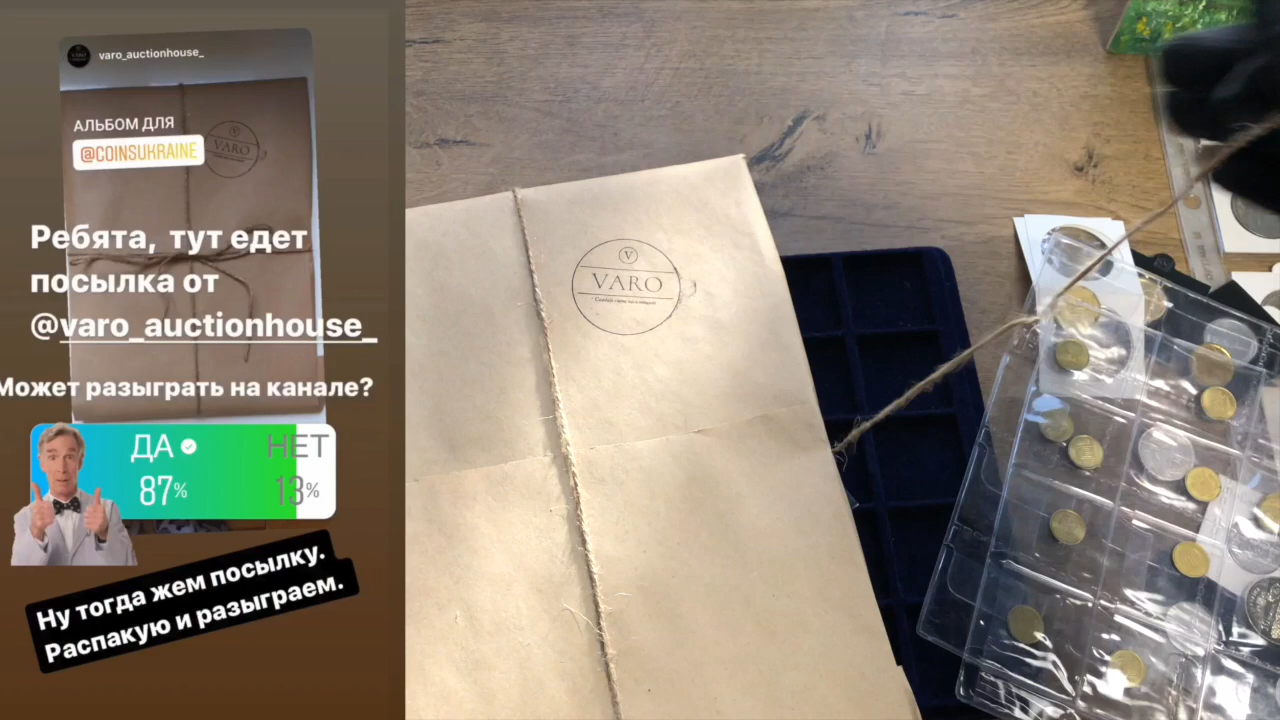 varo_auctionhouse_
АЛЬБОМ ДЛЯ
@COINSUKRAINE
V
VARO
Ребята, тут едет
посылка от
@varo_auctionhouse_
Может разыграть на канале?
ДА НЕТ
87% 13%
Ну тогда жем посылку.
Распакую и разыграем.
V
VARO